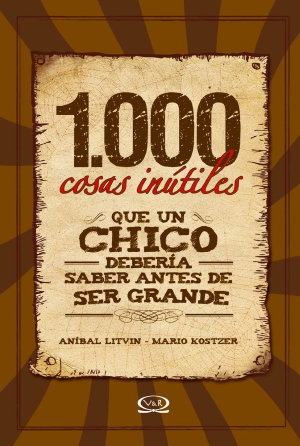 1.000
cosas inútiles
QUE UN
CHICO
DEBERÍA
SABER ANTES DE
SER GRANDE
ANÍBAL LITVIN - MARIO KOSTZER
V&R